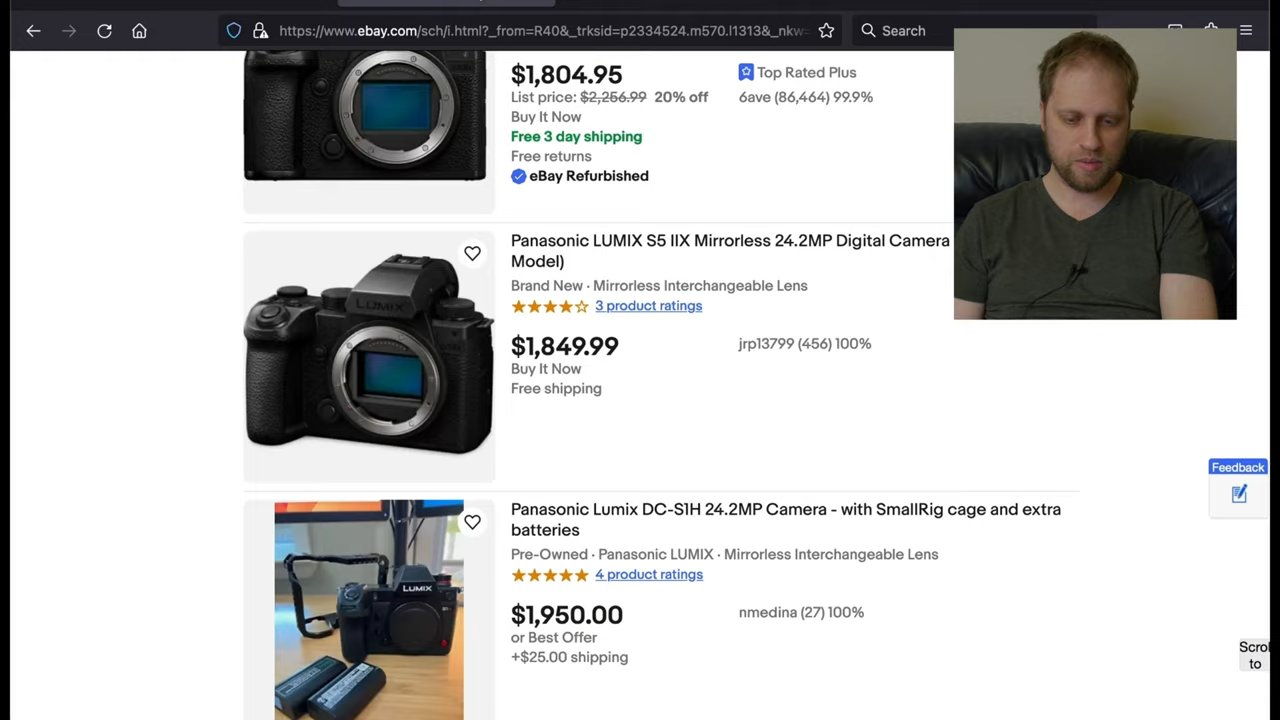 https://www.ebay.com/sch/i.html?_from=R40&_trksid=p2334524.m570.l1313&_nkw=
Search
$1,804.95
Top Rated Plus
List price: $2,256.99 20% off
6ave (86,464) 99.9%
Buy It Now
Free 3 day shipping
Free returns
eBay Refurbished
Panasonic LUMIX S5 IIX Mirrorless 24.2MP Digital Camera
Model)
Brand New · Mirrorless Interchangeable Lens
3 product ratings
LUMIX
$1,849.99
jrp13799 (456) 100%
Buy It Now
Free shipping
Feedback
Panasonic Lumix DC-S1H 24.2MP Camera - with SmallRig cage and extra
batteries
Pre-Owned · Panasonic LUMIX · Mirrorless Interchangeable Lens
4 product ratings
LUMIX
$1,950.00
nmedina (27) 100%
or Best Offer
+$25.00 shipping
Scrol
to